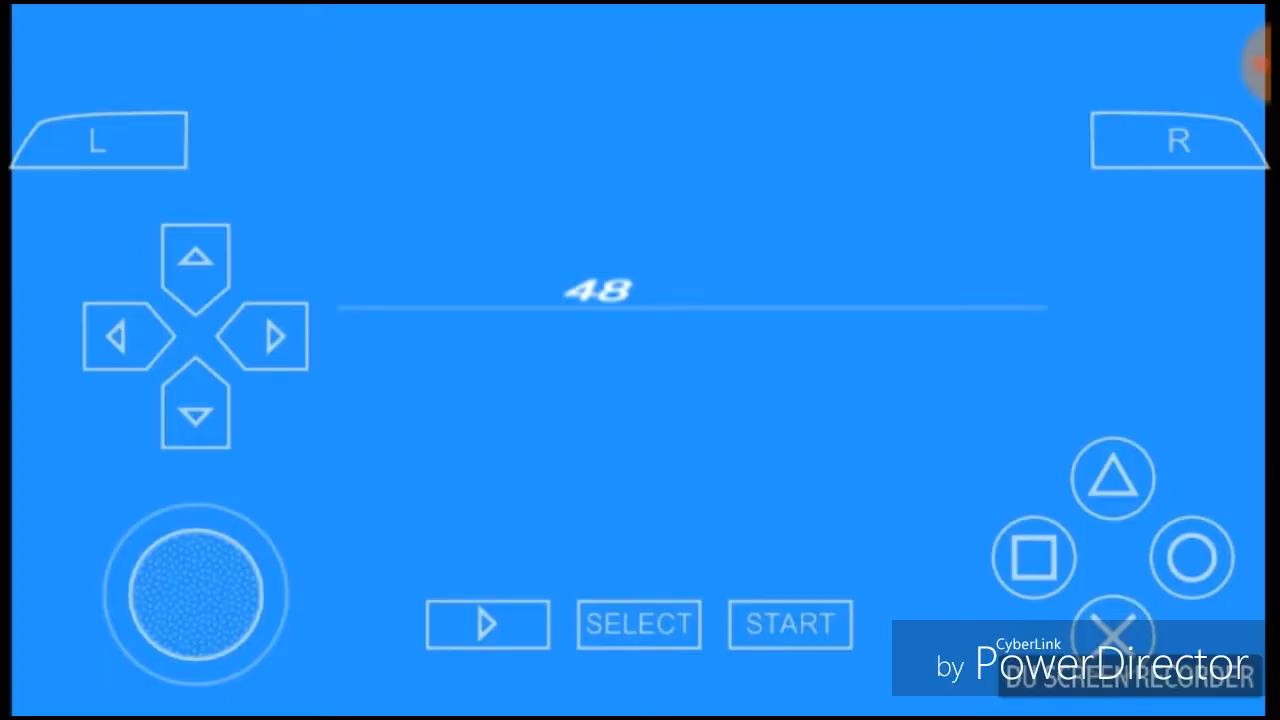 L
R
48
SELECT
START
CyberLink
by PowerDirector
DU SCREEN RECORDER